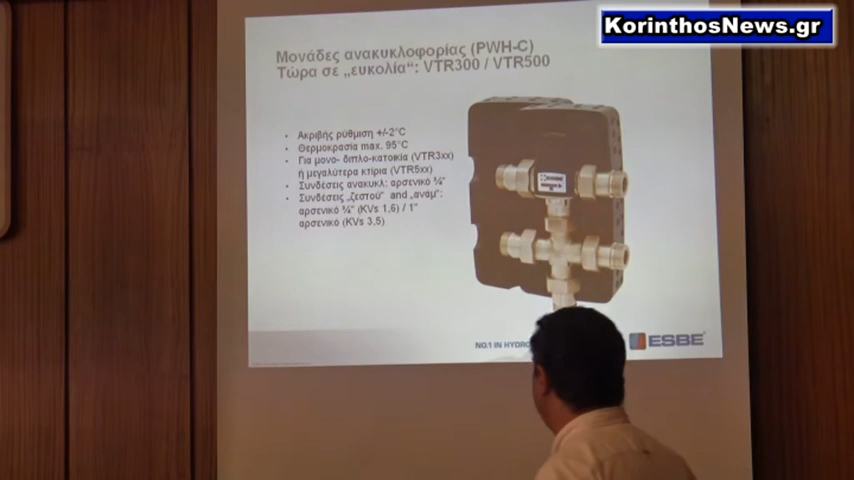 KorinthosNews.gr
Μονάδες ανακυκλοφορίας (PWH-C)
Τώρα σε „ευκολία“: VTR300 / VTR500
• Ακριβής ρύθμιση +/-2°C
• Θερμοκρασία max. 95°C
• Για μονο- διπλο-κατοικία (VTR3xx)
ή μεγαλύτερα κτίρια (VTR5xx)
• Συνδέσεις ανακυκλ: αρσενικό ¾"
• Συνδέσεις „ζεστού“ and „αναμ“:
αρσενικό ¾" (KVs 1,6) / 1"
αρσενικό (KVs 3,5)
NO.1 IN HYDRO
ESBE